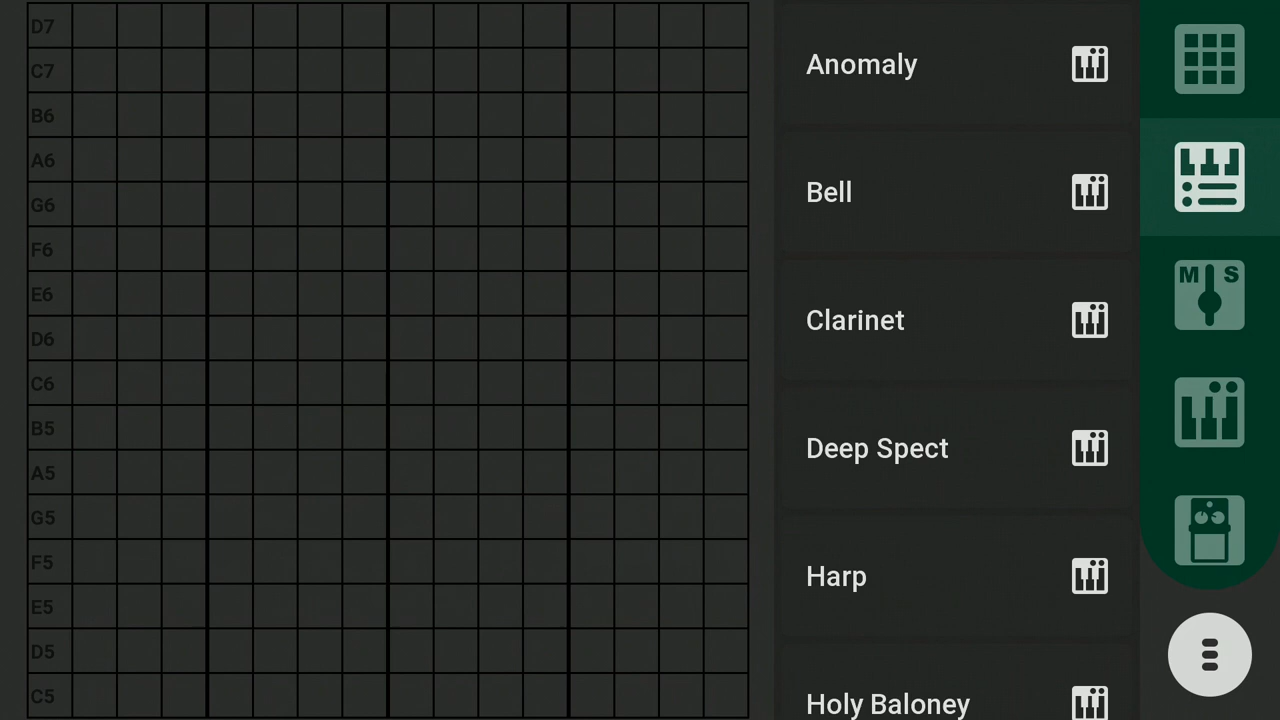 D7
C7
B6
A6
G6
F6
E6
D6
C6
B5
A5
G5
F5
E5
D5
C5
Anomaly
Bell
Clarinet
Deep Spect
Harp
Holy Baloney
M S